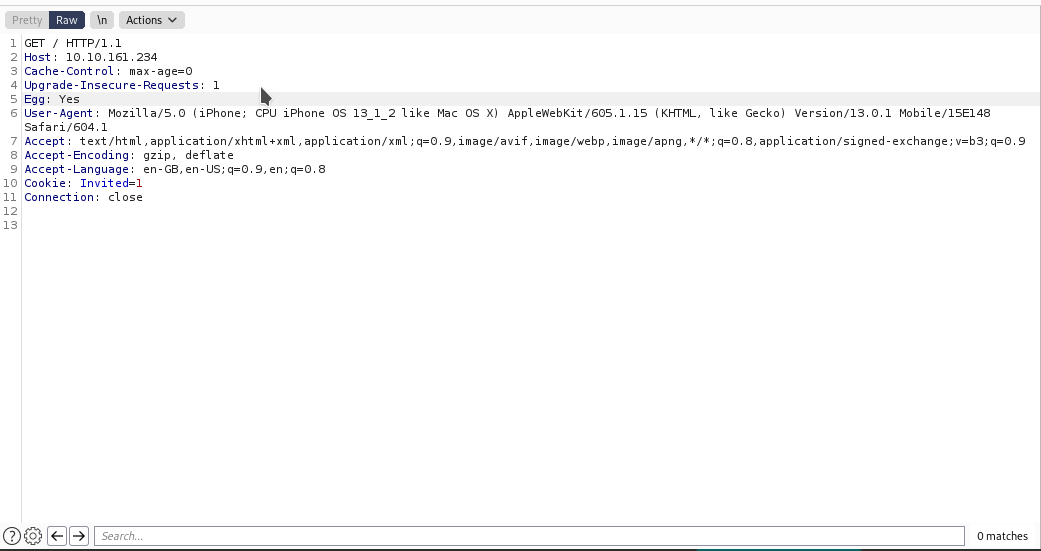 Pretty Raw \n Actions
1 GET / HTTP/1.1
2 Host: 10.10.161.234
3 Cache-Control: max-age=0
4 Upgrade-Insecure-Requests: 1
5 Egg: Yes
6 User-Agent: Mozilla/5.0 (iPhone; CPU iPhone OS 13_1_2 like Mac OS X) AppleWebKit/605.1.15 (KHTML, like Gecko) Version/13.0.1 Mobile/15E148
Safari/604.1
7 Accept: text/html,application/xhtml+xml,application/xml;q=0.9,image/avif,image/webp,image/apng,*/*;q=0.8,application/signed-exchange;v=b3;q=0.9
8 Accept-Encoding: gzip, deflate
9 Accept-Language: en-GB,en-US;q=0.9,en;q=0.8
10 Cookie: Invited=1
11 Connection: close
12
13
? Search... 0 matches